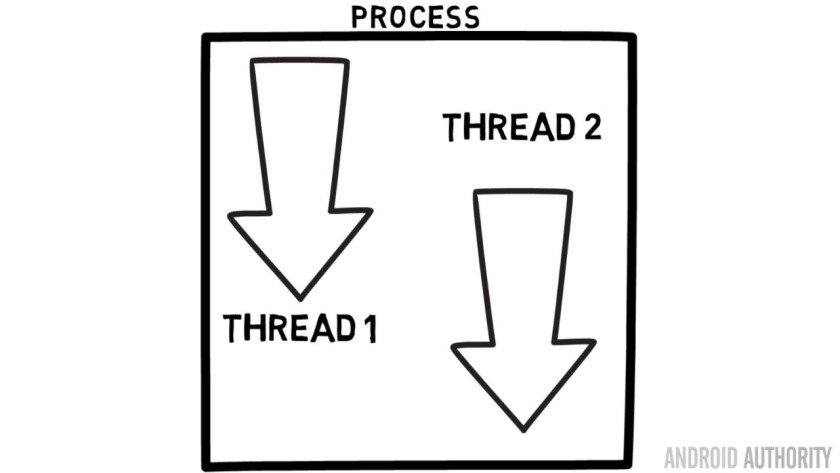 PROCESS
THREAD 2
THREAD 1
ANDROID AUTHORITY